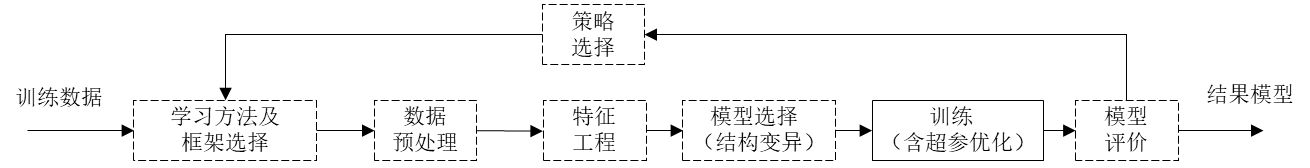 策略
选择
训练数据
学习方法及
框架选择
数据
预处理
特征
工程
模型选择
（结构变异）
训练
（含超参优化）
模型
评价
结果模型